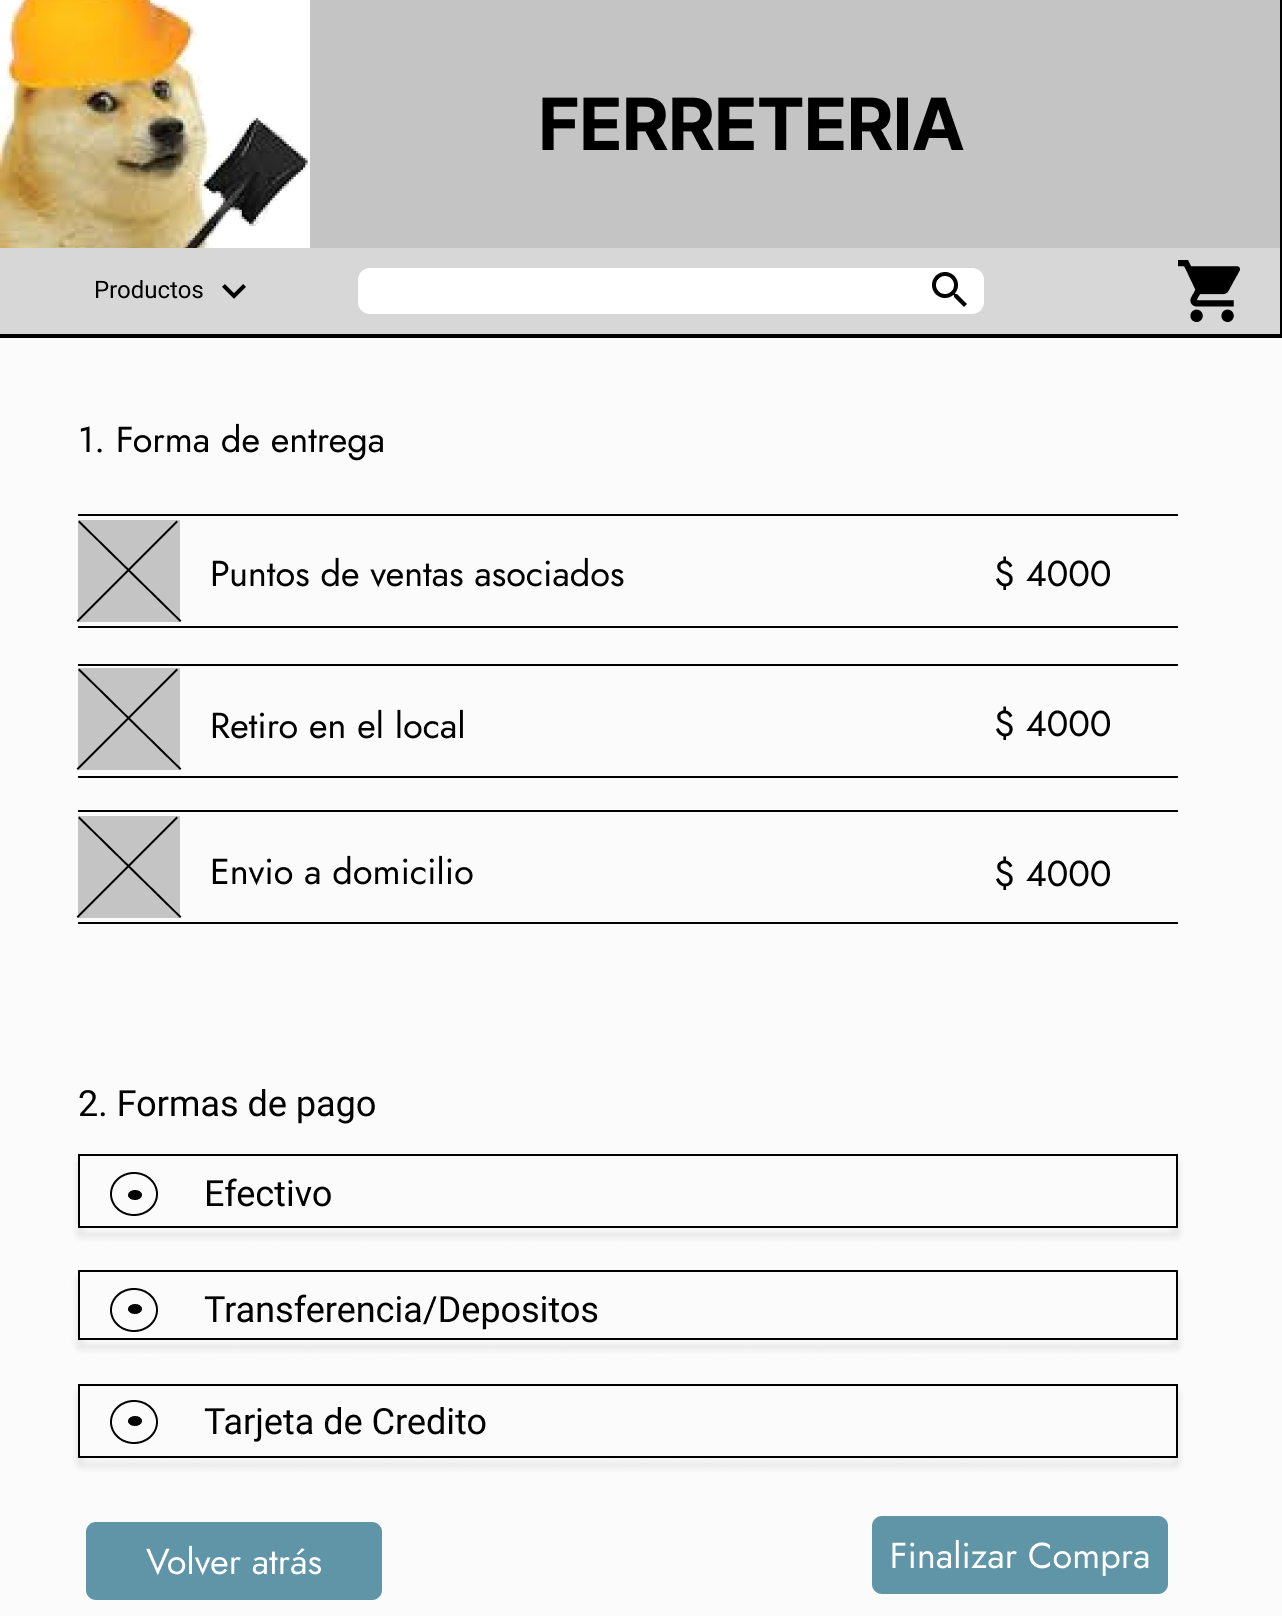 FERRETERIA
Productos
1. Forma de entrega
Puntos de ventas asociados $ 4000
Retiro en el local $ 4000
Envio a domicilio $ 4000
2. Formas de pago
Efectivo
Transferencia/Depositos
Tarjeta de Credito
Volver atrás Finalizar Compra